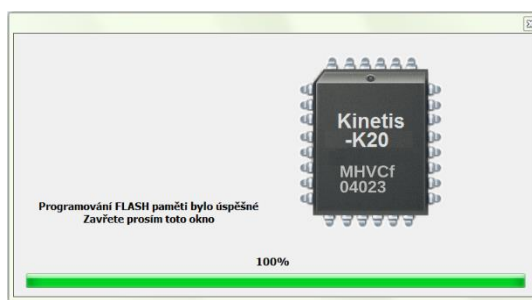 Kinetis
-K20
MHVCf
04023
Programování FLASH paměti bylo úspěšné
Zavřete prosím toto okno
100%